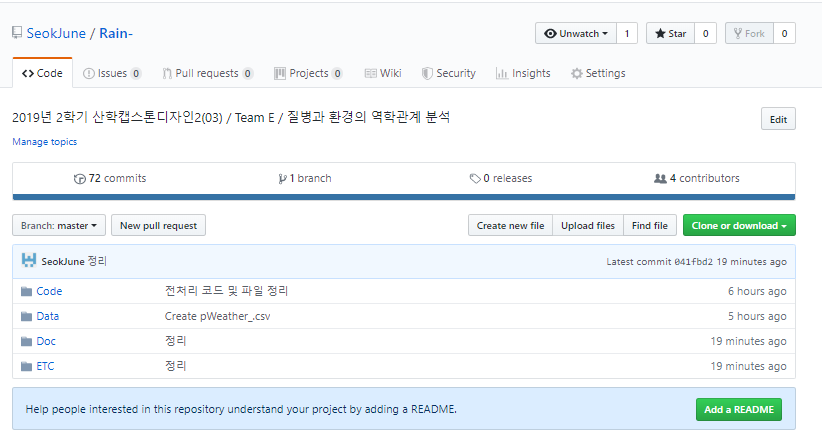 SeokJune / Rain-
Unwatch 1 Star 0 Fork 0
Code Issues 0 Pull requests 0 Projects 0 Wiki Security Insights Settings
2019년 2학기 산학캡스톤디자인2(03) / Team E / 질병과 환경의 역학관계 분석 Edit
Manage topics
72 commits 1 branch 0 releases 4 contributors
Branch: master New pull request Create new file Upload files Find file Clone or download
SeokJune 정리 Latest commit 041fbd2 19 minutes ago
Code 전처리 코드 및 파일 정리 6 hours ago
Data Create pWeather_.csv 5 hours ago
Doc 정리 19 minutes ago
ETC 정리 19 minutes ago
Help people interested in this repository understand your project by adding a README. Add a README